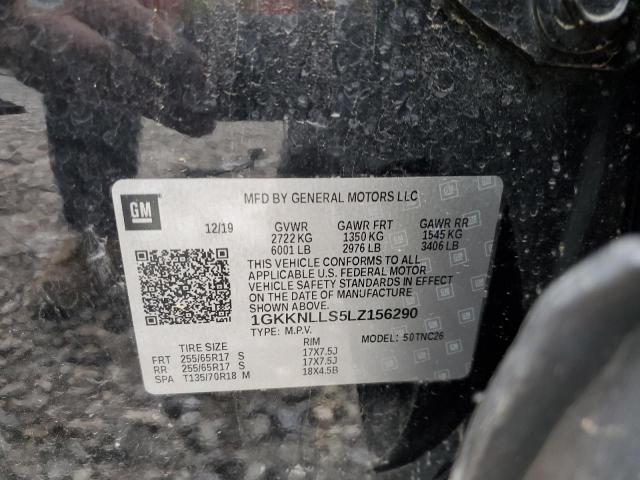 GM
MFD BY GENERAL MOTORS LLC
12/19 GVWR GAWR FRT GAWR RR
2722 KG 1350 KG 1545 KG
6001 LB 2976 LB 3406 LB
THIS VEHICLE CONFORMS TO ALL
APPLICABLE U.S. FEDERAL MOTOR
VEHICLE SAFETY STANDARDS IN EFFECT
ON THE DATE OF MANUFACTURE
SHOWN ABOVE.
1GKKNLLS5LZ156290
TYPE: M.P.V. MODEL: 50TNC26
TIRE SIZE RIM
FRT 255/65R17 S 17X7.5J
RR 255/65R17 S 17X7.5J
SPA T135/70R18 M 18X4.5B